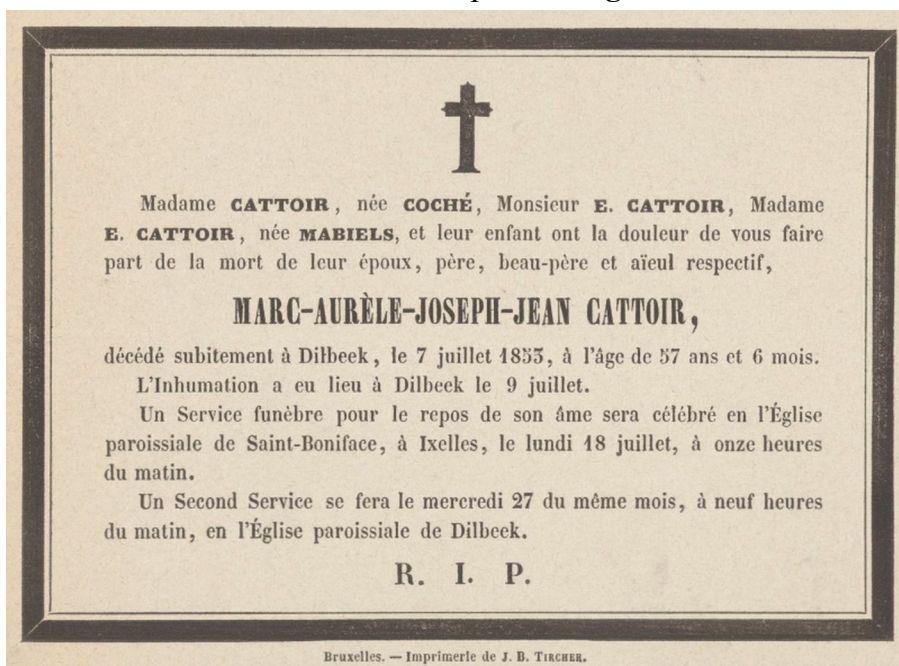 Madame CATTOIR, née COCHÉ, Monsieur E. CATTOIR, Madame
E. CATTOIR, née MABIELS, et leur enfant ont la douleur de vous faire
part de la mort de leur époux, père, beau-père et aïeul respectif,
MARC-AURÈLE-JOSEPH-JEAN CATTOIR,
décédé subitement à Dilbeek, le 7 juillet 1853, à l'âge de 57 ans et 6 mois.
L'Inhumation a eu lieu à Dilbeek le 9 juillet.
Un Service funèbre pour le repos de son âme sera célébré en l'Église
paroissiale de Saint-Boniface, à Ixelles, le lundi 18 juillet, à onze heures
du matin.
Un Second Service se fera le mercredi 27 du même mois, à neuf heures
du matin, en l'Église paroissiale de Dilbeek.
R. I. P.
Bruxelles. — Imprimerie de J. B. TIRCHER.